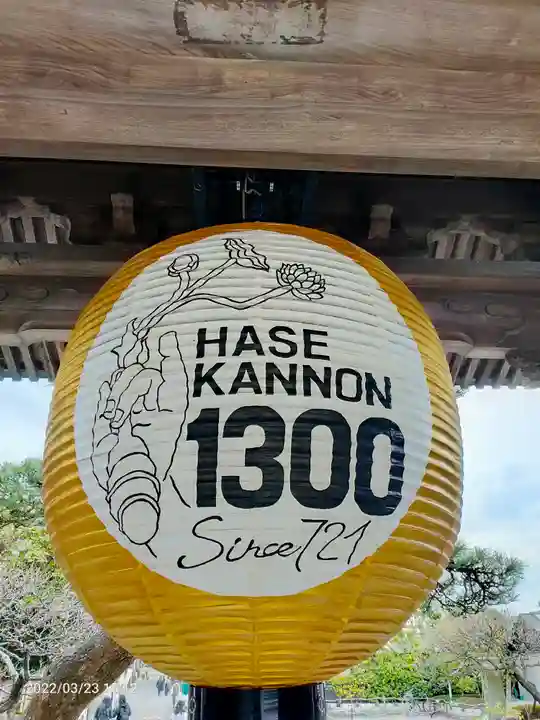 HASE
KANNON
1300
Since 721
2022/03/23